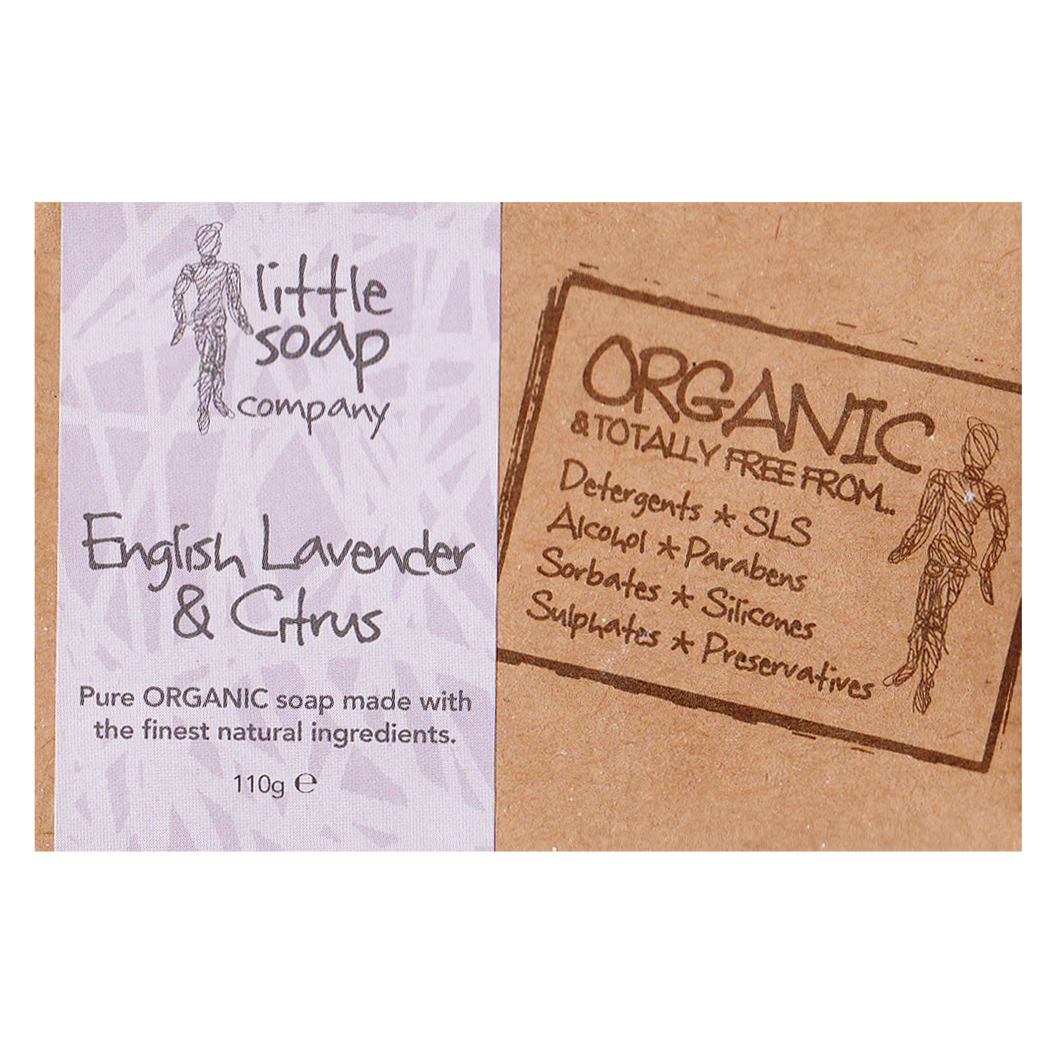 little
soap
company
English Lavender
& Citrus
Pure ORGANIC soap made with
the finest natural ingredients.
110g ℮
ORGANIC
& TOTALLY FREE FROM...
Detergents * SLS
Alcohol * Parabens
Sorbates * Silicones
Sulphates * Preservatives